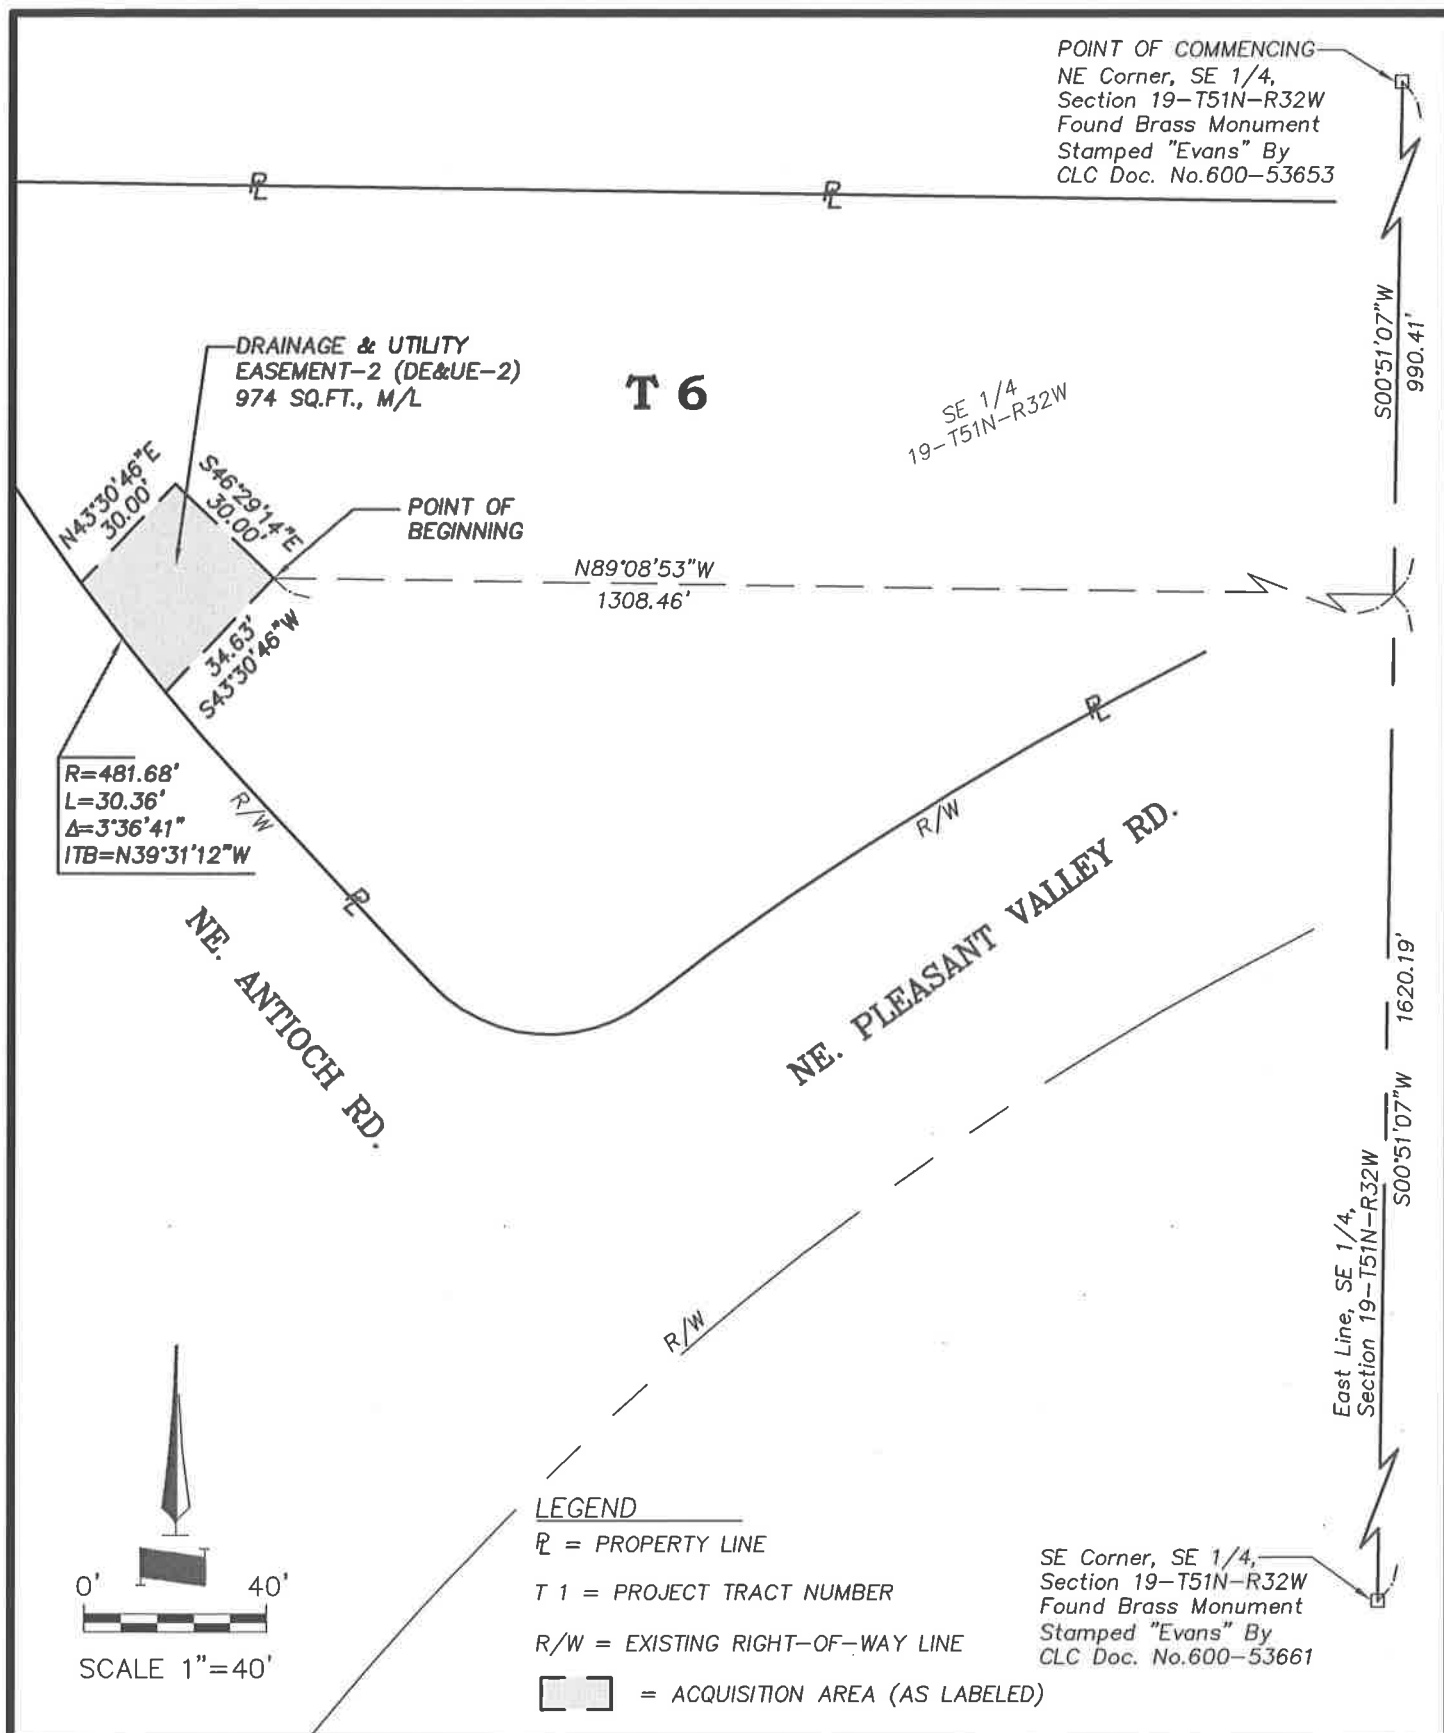 POINT OF COMMENCING
NE Corner, SE 1/4,
Section 19-T51N-R32W
Found Brass Monument
Stamped "Evans" By
CLC Doc. No.600-53653
PL
PL
S00°51'07"W
990.41'
DRAINAGE & UTILITY
EASEMENT-2 (DE&UE-2)
974 SQ.FT., M/L
T 6
SE 1/4
19-T51N-R32W
N43°30'46"E
30.00'
S46°29'14"E
30.00'
POINT OF
BEGINNING
N89°08'53"W
1308.46'
34.63'
S43°30'46"W
PL
R=481.68'
L=30.36'
Δ=3°36'41"
ITB=N39°31'12"W
R/W
R/W
PL
NE. ANTIOCH RD.
NE. PLEASANT VALLEY RD.
1620.19'
S00°51'07"W
East Line, SE 1/4,
Section 19-T51N-R32W
R/W
LEGEND
PL = PROPERTY LINE
T 1 = PROJECT TRACT NUMBER
R/W = EXISTING RIGHT-OF-WAY LINE
= ACQUISITION AREA (AS LABELED)
0' 40'
SCALE 1"=40'
SE Corner, SE 1/4,
Section 19-T51N-R32W
Found Brass Monument
Stamped "Evans" By
CLC Doc. No.600-53661